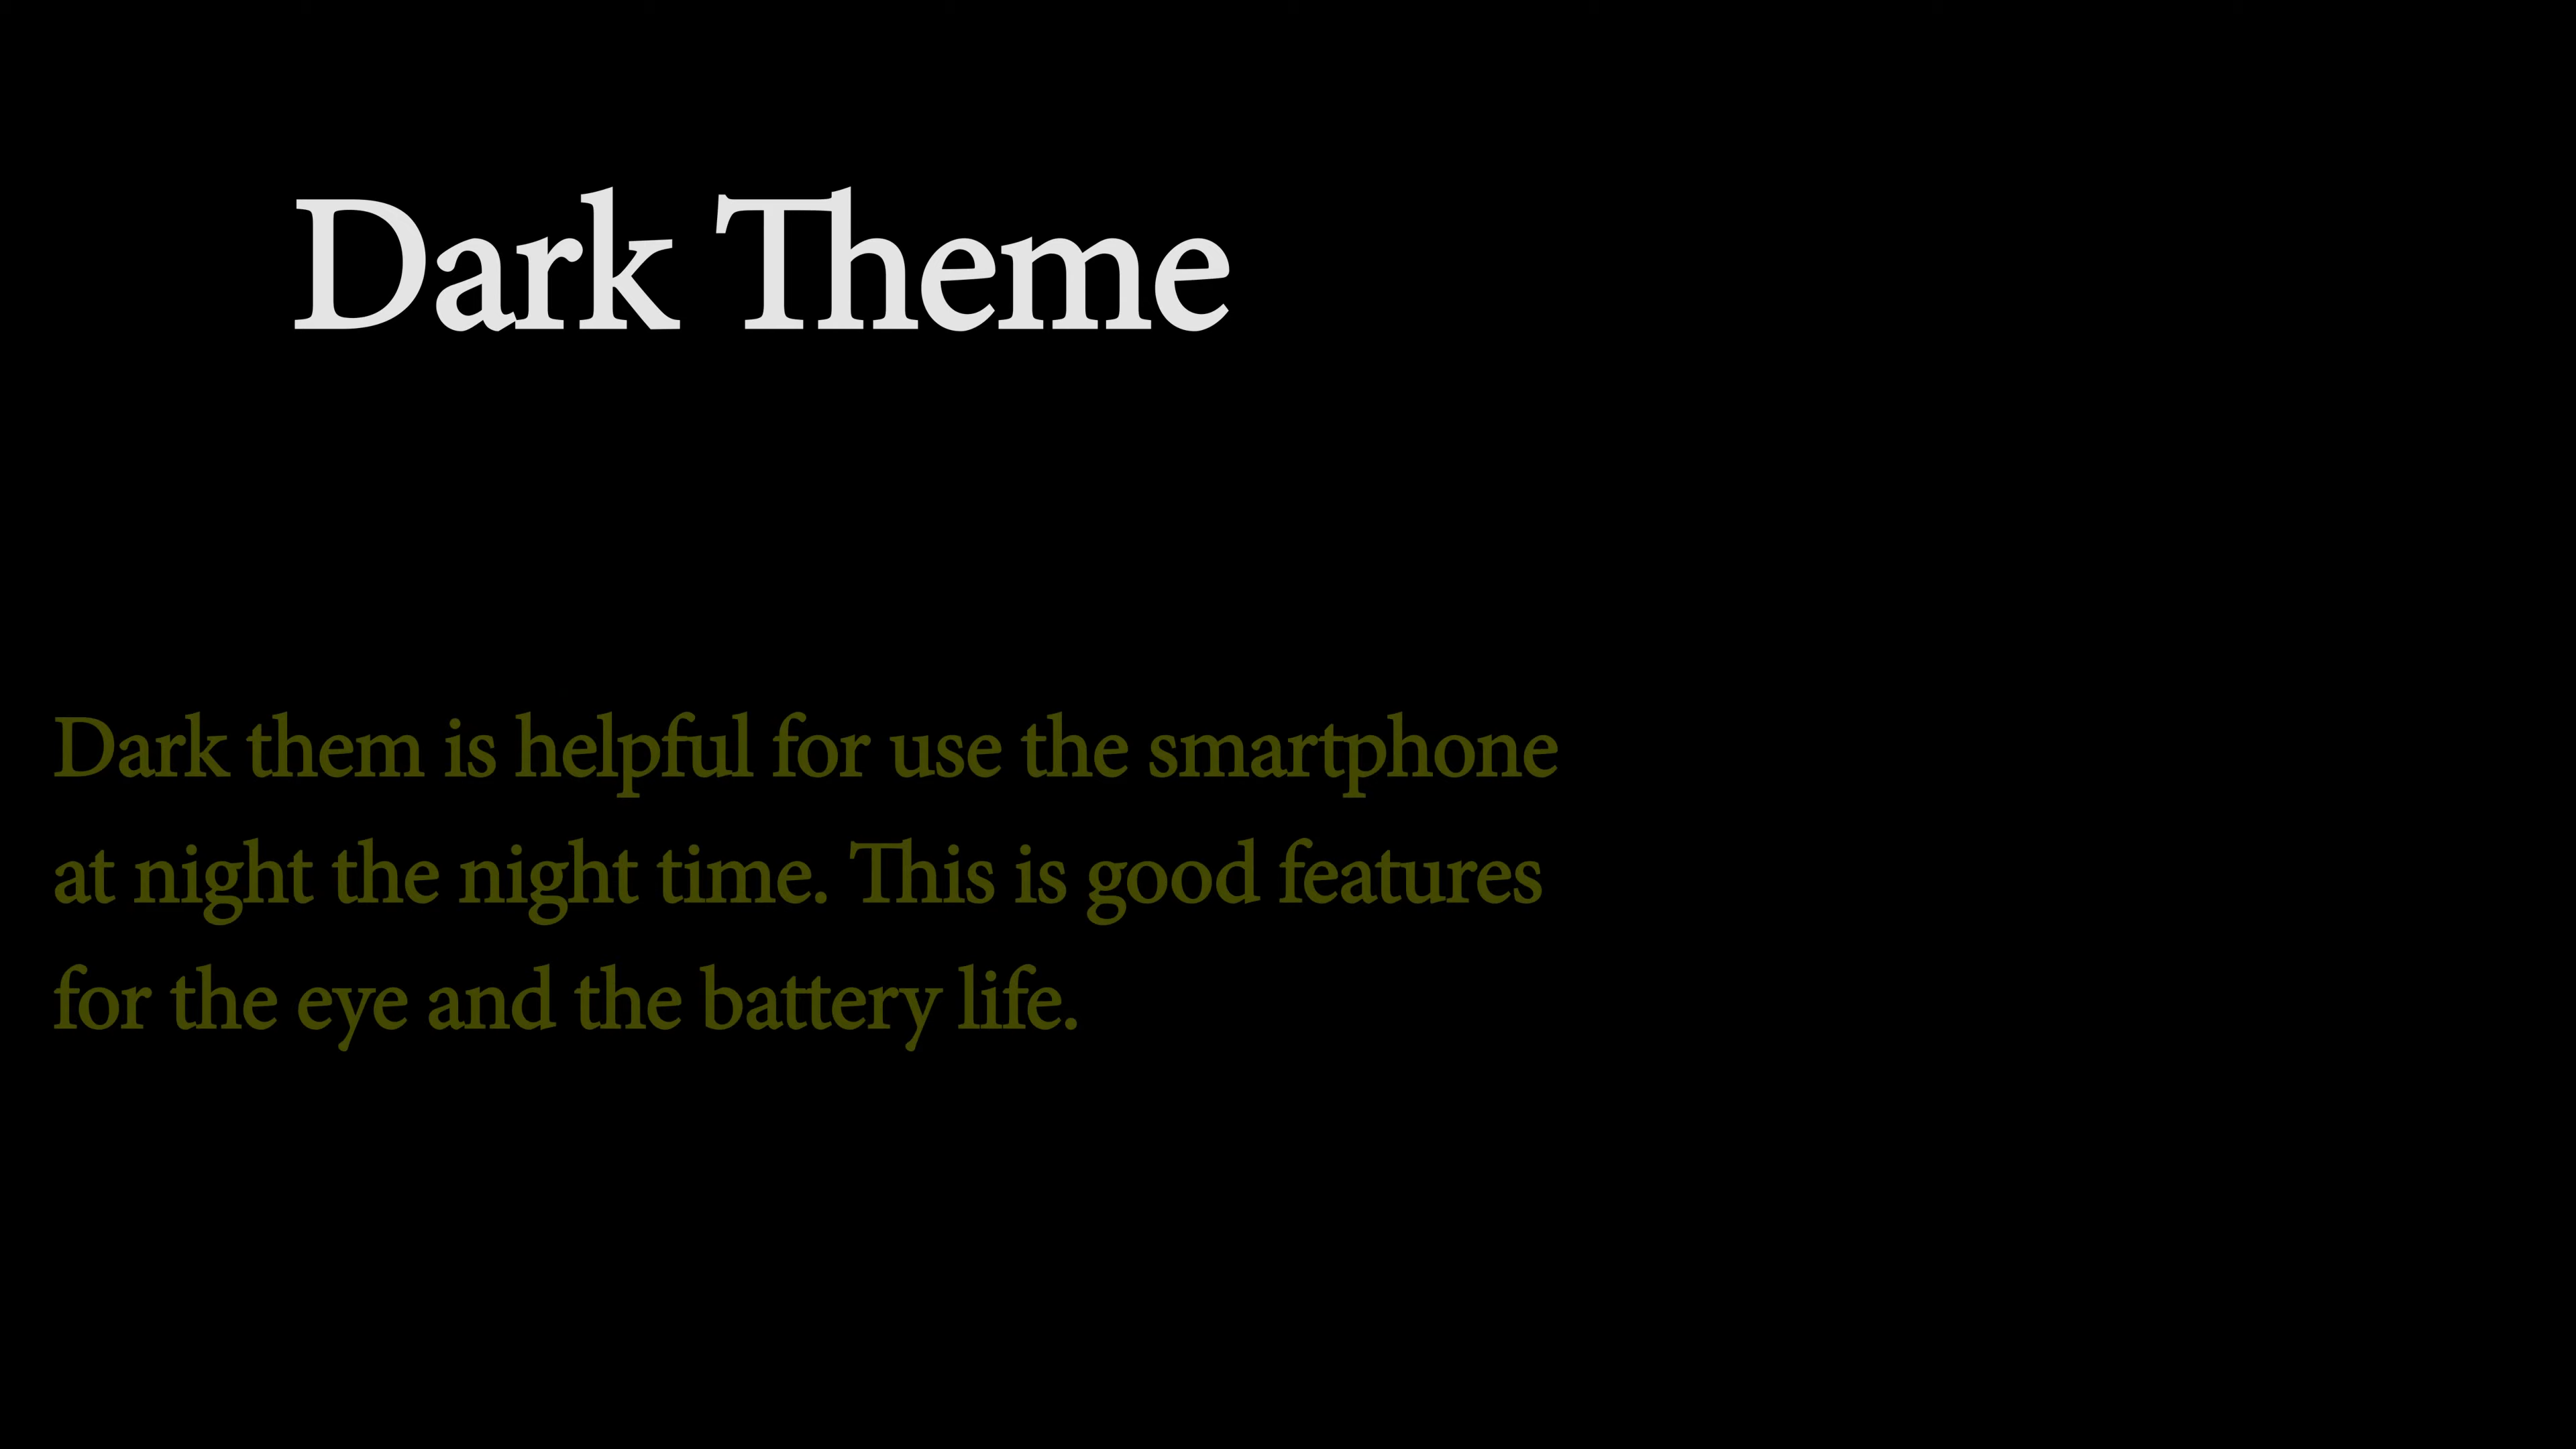 Dark Theme
Dark them is helpful for use the smartphone
at night the night time. This is good features
for the eye and the battery life.